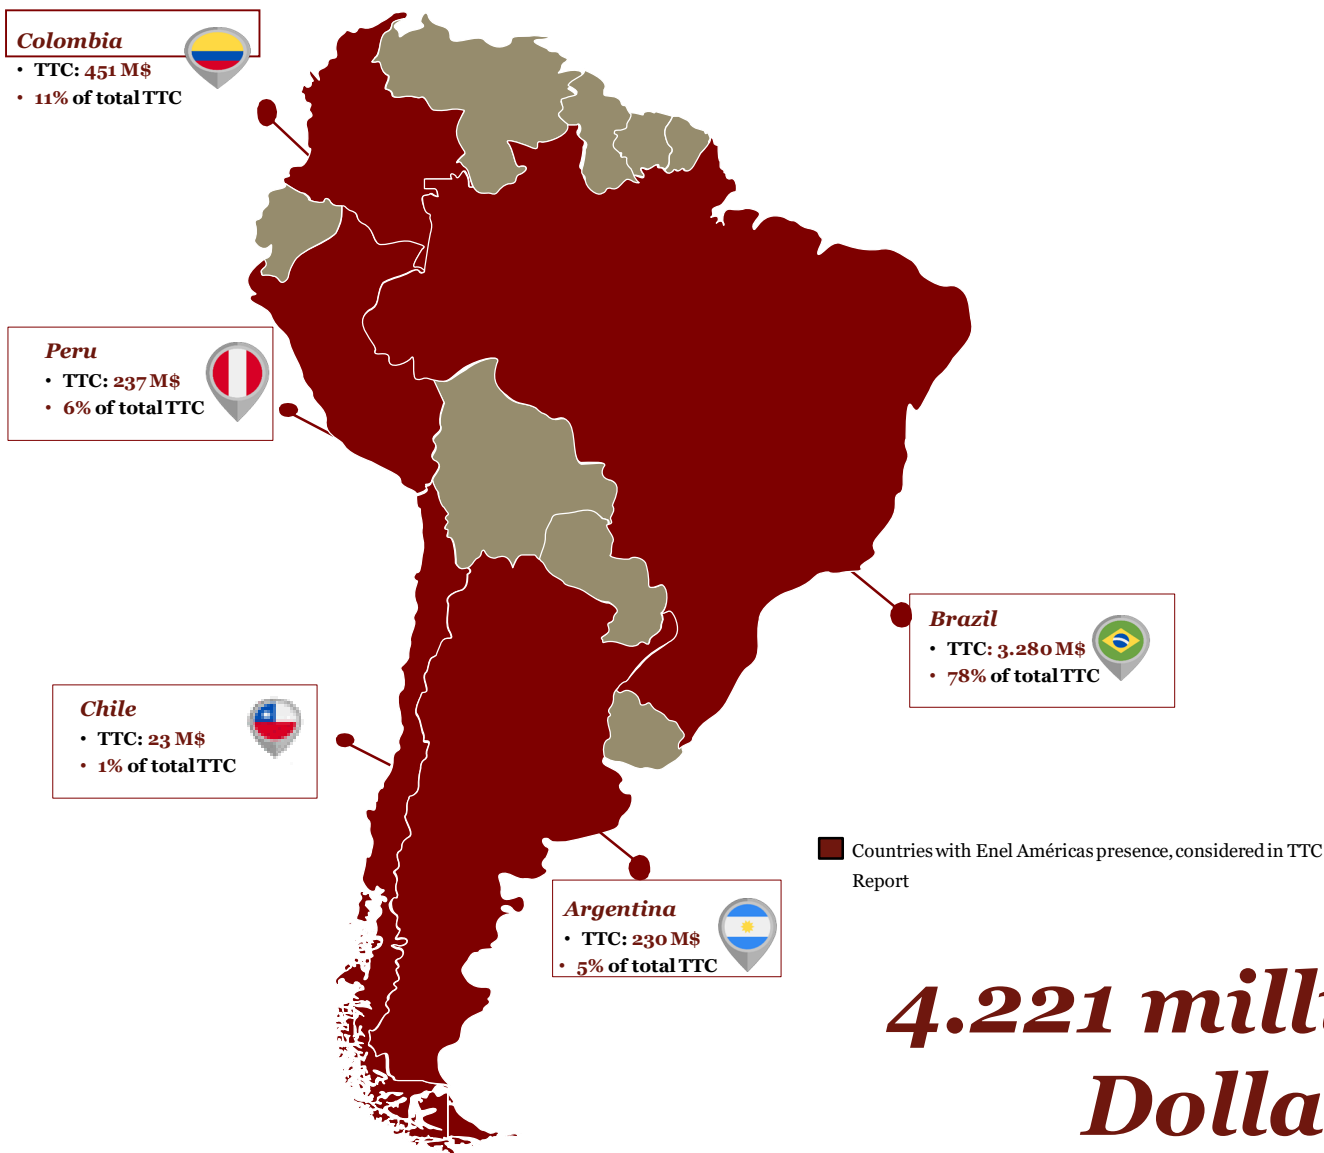 Colombia
• TTC: 451 M$
• 11% of total TTC
Peru
• TTC: 237 M$
• 6% of total TTC
Brazil
• TTC: 3.280 M$
• 78% of total TTC
Chile
• TTC: 23 M$
• 1% of total TTC
Countries with Enel Américas presence, considered in TTC
Report
Argentina
• TTC: 230 M$
• 5% of total TTC
4.221